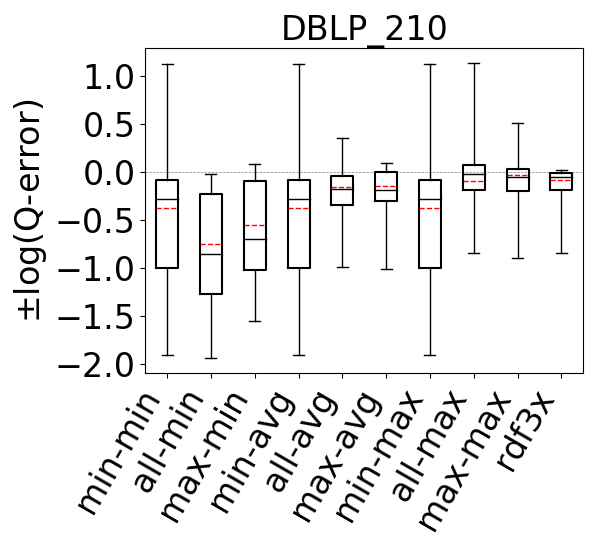 DBLP_210
±log(Q-error)
1.0
0.5
0.0
−0.5
−1.0
−1.5
−2.0
min-min
all-min
max-min
min-avg
all-avg
max-avg
min-max
all-max
max-max
rdf3x